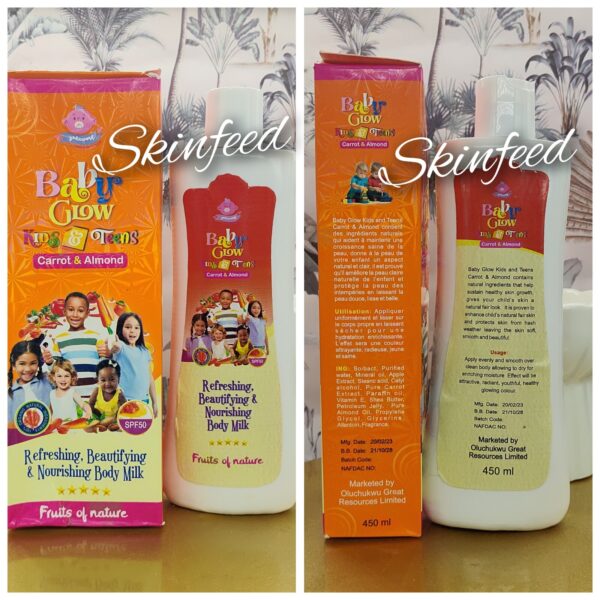 Skinfeed
Baby
Glow
Kids & Teens
Carrot & Almond
SPF50
Refreshing, Beautifying
& Nourishing Body Milk
Fruits of nature
Baby
Glow
Kids & Teens
Carrot & Almond
SPF50
Refreshing,
Beautifying &
Nourishing
Body Milk
Fruits of nature
Skinfeed
Baby
Glow
Kids & Teens
Carrot & Almond
Baby Glow Kids and Teens
Carrot & Almond contient
des ingrédients naturels
qui aident à maintenir une
croissance saine de la
peau, donne à la peau de
votre enfant un aspect
naturel et clair, il est prouvé
qu'il améliore la peau claire
naturelle de l'enfant et
protège la peau des
intempéries en laissant la
peau douce, lisse et belle.
Utilisation: Appliquer
uniformément et lisser sur
le corps propre en laissant
sécher pour une
hydratation enrichissante.
L'effet sera une couleur
attrayante, radieuse, jeune
et saine.
ING: Sorbact, Purified
water, Mineral oil, Apple
Extract, Stearic acid, Cetyl
alcohol, Pure Carrot
Extract, Paraffin oil,
Vitamin E, Shea Butter,
Petroleum Jelly, Pure
Almond Oil, Propylene
Glycol, Glycerine,
Allantoin, Fragrance.
Mfg. Date: 20/02/23
B.B. Date: 21/10/28
Batch Code:
NAFDAC NO:
Marketed by
Oluchukwu Great
Resources Limited
450 ml
Baby
Glow
Kids & Teens
Carrot & Almond
Baby Glow Kids and Teens
Carrot & Almond contains
natural ingredients that help
sustain healthy skin growth,
gives your child's skin a
natural fair look. It is proven to
enhance child's natural fair skin
and protects skin from hash
weather leaving the skin soft,
smooth and beautiful.
Usage:
Apply evenly and smooth over
clean body allowing to dry for
enriching moisture Effect will be
attractive, radiant, youthful, healthy
glowing colour.
Mfg. Date: 20/02/23
B.B. Date: 21/10/28
Batch Code:
NAFDAC NO:
Marketed by
Oluchukwu Great
Resources Limited
450 ml